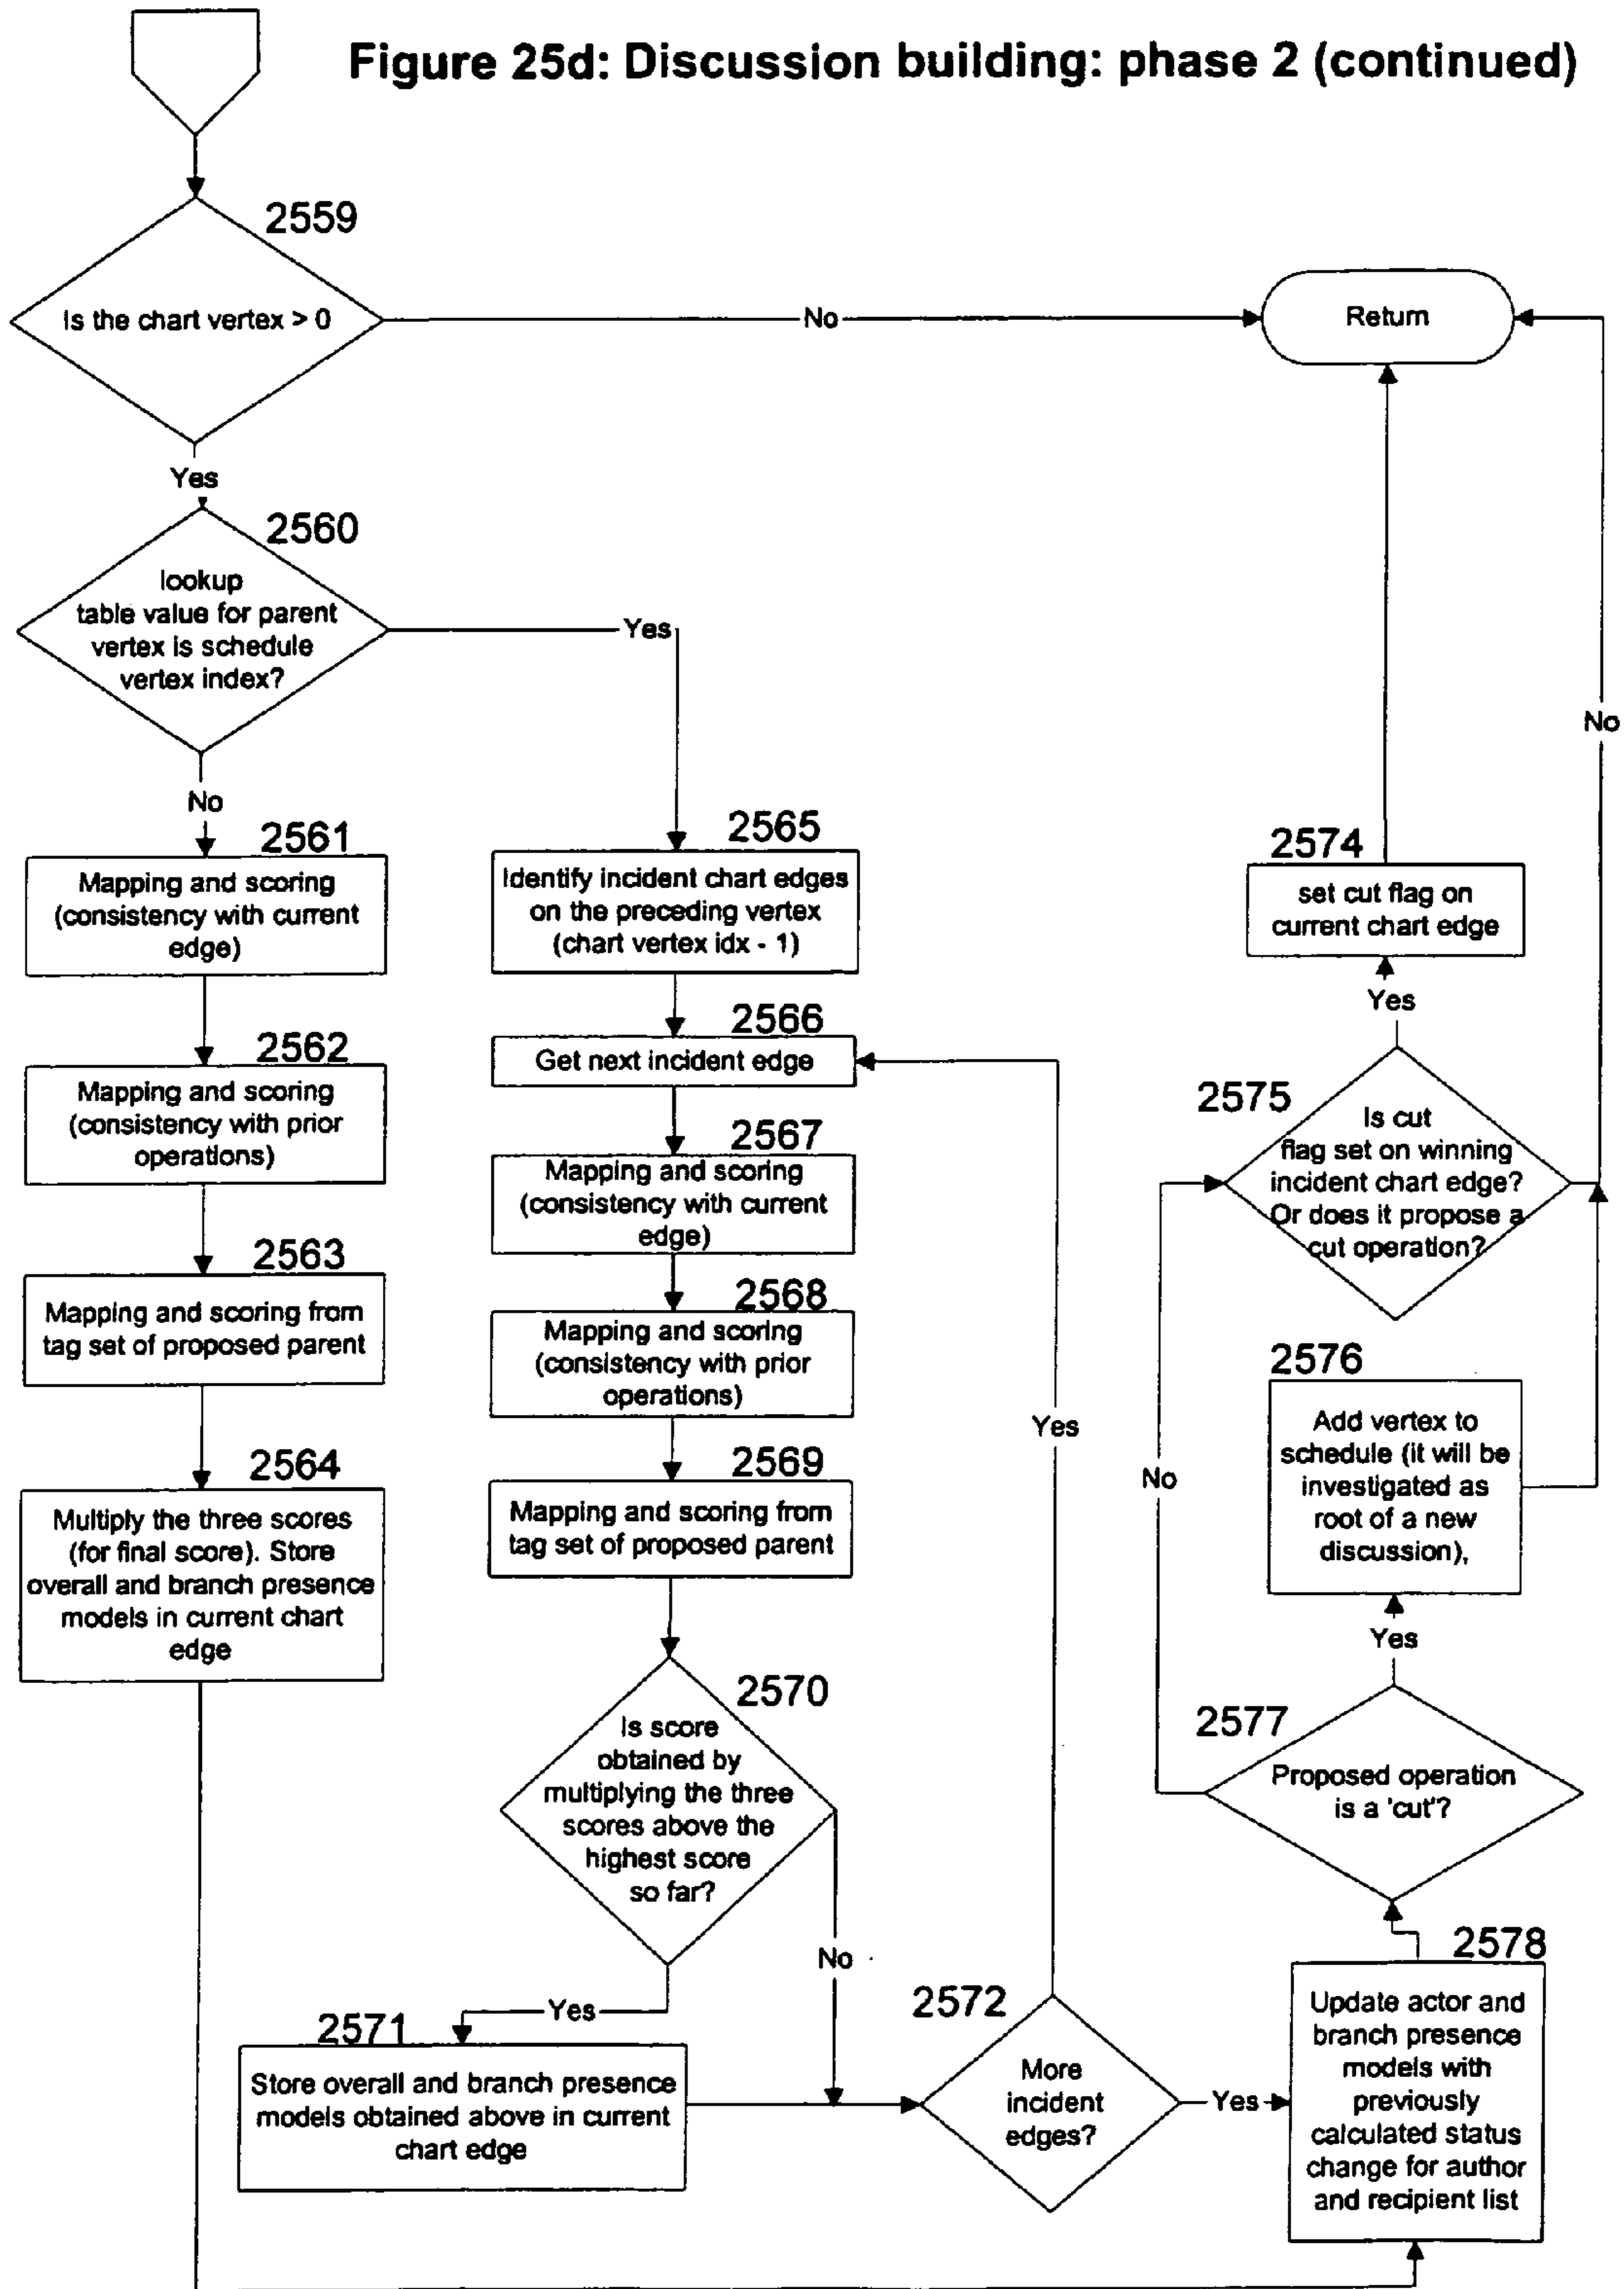 Figure 25d: Discussion building: phase 2 (continued)
2559
Is the chart vertex > 0
No
Return
Yes
2560
lookup
table value for parent
vertex is schedule
vertex index?
Yes
No
No
2561
Mapping and scoring
(consistency with current
edge)
2565
Identify incident chart edges
on the preceding vertex
(chart vertex idx - 1)
2574
set cut flag on
current chart edge
Yes
2562
Mapping and scoring
(consistency with prior
operations)
2566
Get next incident edge
2575
Is cut
flag set on winning
incident chart edge?
Or does it propose a
cut operation?
2567
Mapping and scoring
(consistency with current
edge)
2563
Mapping and scoring from
tag set of proposed parent
2568
Mapping and scoring
(consistency with prior
operations)
2576
Add vertex to
schedule (it will be
investigated as
root of a new
discussion),
Yes
No
2564
Multiply the three scores
(for final score). Store
overall and branch presence
models in current chart
edge
2569
Mapping and scoring from
tag set of proposed parent
Yes
2570
Is score
obtained by
multiplying the three
scores above the
highest score
so far?
2577
Proposed operation
is a 'cut'?
No
Yes
2571
Store overall and branch presence
models obtained above in current
chart edge
2572
More
incident
edges?
Yes
2578
Update actor and
branch presence
models with
previously
calculated status
change for author
and recipient list